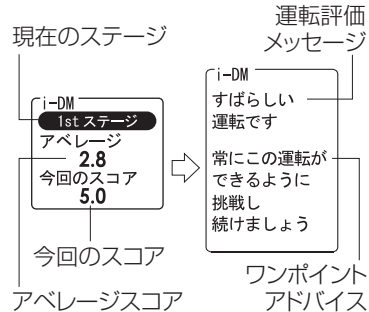 現在のステージ
i-DM
1st ステージ
アベレージ
2.8
今回のスコア
5.0
今回のスコア
アベレージスコア
運転評価
メッセージ
i-DM
すばらしい
運転です
常にこの運転が
できるように
挑戦し
続けましょう
ワンポイント
アドバイス